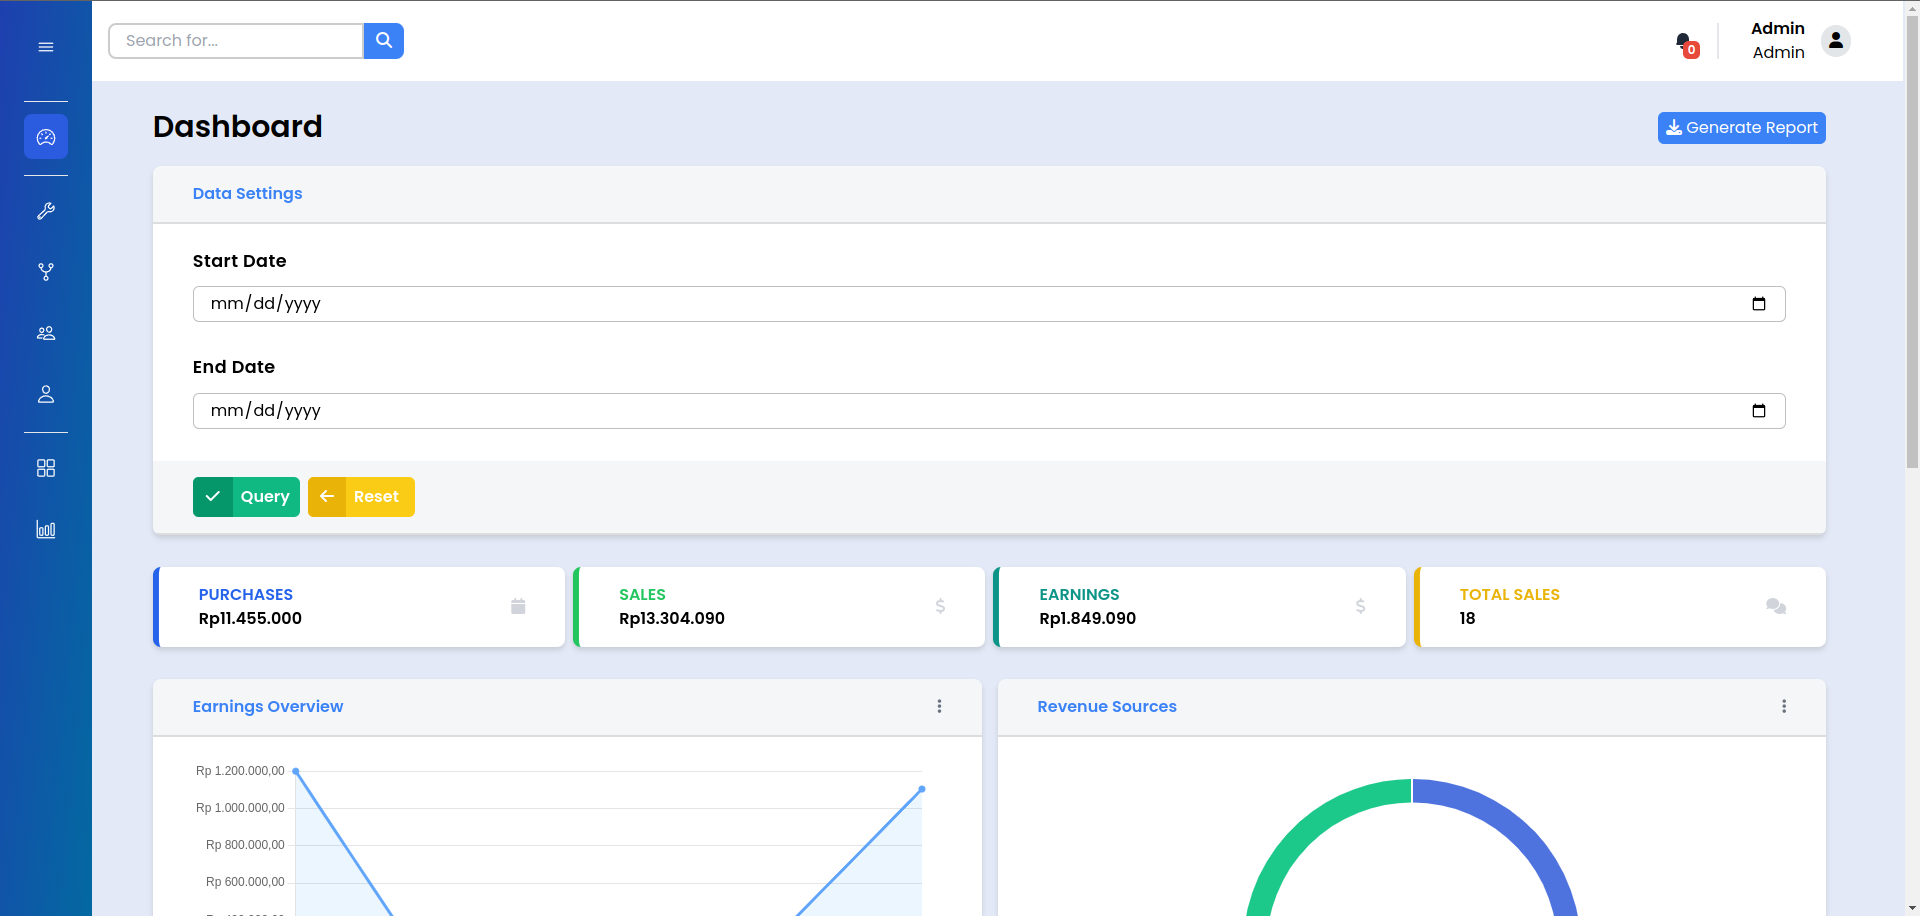 Search for...
0
Admin
Admin
Dashboard
Generate Report
Data Settings
Start Date
mm/dd/yyyy
End Date
mm/dd/yyyy
Query
Reset
PURCHASES
Rp11.455.000
SALES
Rp13.304.090
EARNINGS
Rp1.849.090
TOTAL SALES
18
Earnings Overview
Rp 1.200.000,00
Rp 1.000.000,00
Rp 800.000,00
Rp 600.000,00
Revenue Sources